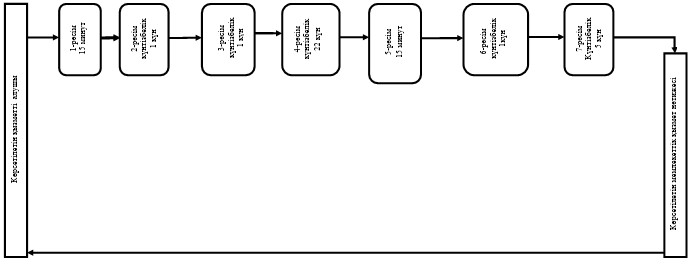 Көрсетілетін қызметті алушы
1-рәсім
15 минут
2-рәсім
күнтізбелік
1 күн
3-рәсім
күнтізбелік
1 күн
4-рәсім
күнтізбелік
22 күн
5-рәсім
15 минут
6-рәсім
күнтізбелік
1күн
7-рәсім
Күнтізбелік
5 күн
Көрсетілетін мемлекеттік қызмет нәтижесі